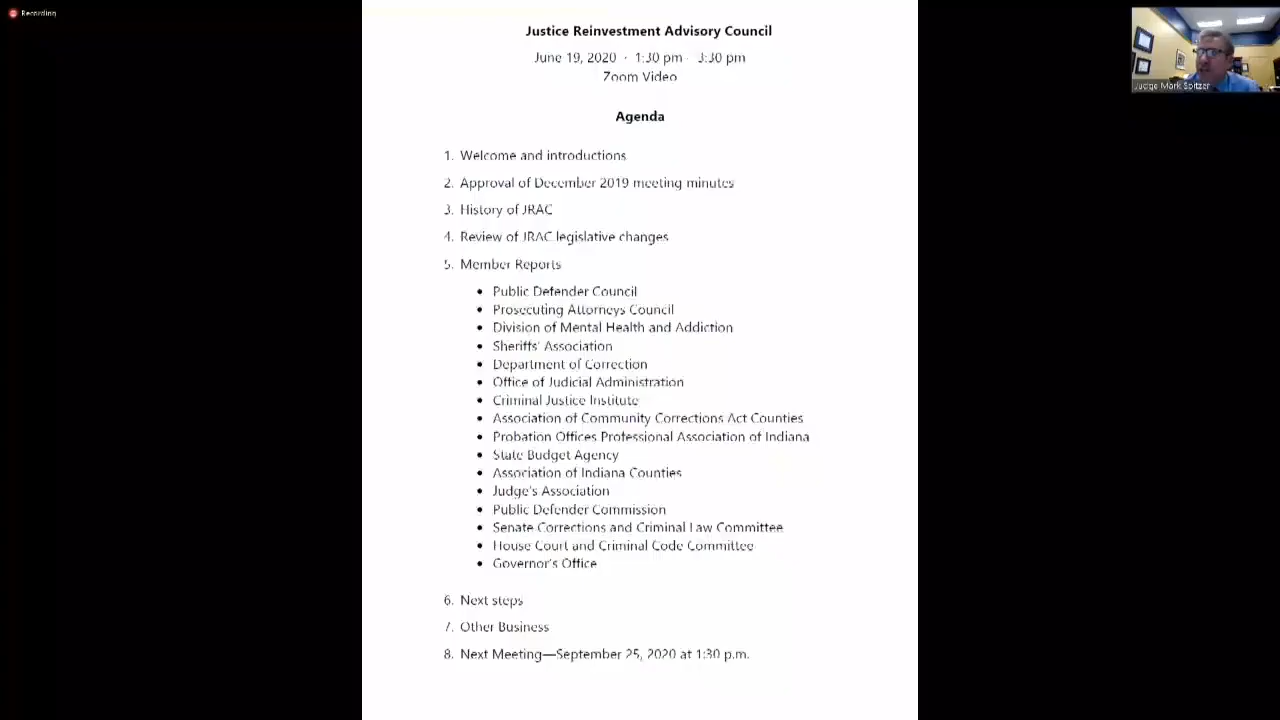 Recording
Justice Reinvestment Advisory Council
June 19, 2020 · 1:30 pm - 3:30 pm
Zoom Video
Judge Mark Spitzer
Agenda
1. Welcome and introductions
2. Approval of December 2019 meeting minutes
3. History of JRAC
4. Review of JRAC legislative changes
5. Member Reports
• Public Defender Council
• Prosecuting Attorneys Council
• Division of Mental Health and Addiction
• Sheriffs' Association
• Department of Correction
• Office of Judicial Administration
• Criminal Justice Institute
• Association of Community Corrections Act Counties
• Probation Offices Professional Association of Indiana
• State Budget Agency
• Association of Indiana Counties
• Judge's Association
• Public Defender Commission
• Senate Corrections and Criminal Law Committee
• House Court and Criminal Code Committee
• Governor's Office
6. Next steps
7. Other Business
8. Next Meeting—September 25, 2020 at 1:30 p.m.